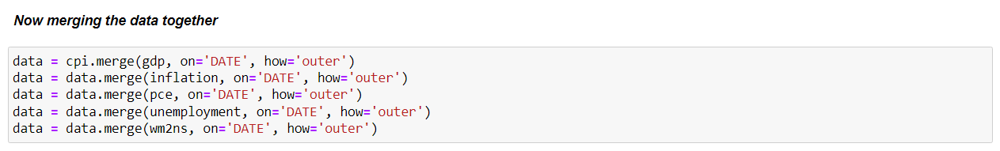 Now merging the data together
data = cpi.merge(gdp, on='DATE', how='outer')
data = data.merge(inflation, on='DATE', how='outer')
data = data.merge(pce, on='DATE', how='outer')
data = data.merge(unemployment, on='DATE', how='outer')
data = data.merge(wm2ns, on='DATE', how='outer')